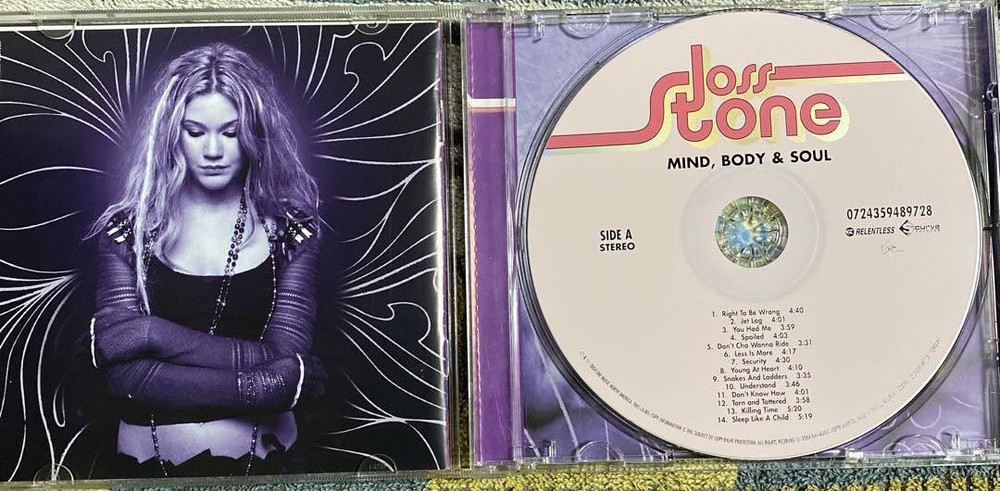 Joss
Stone
MIND, BODY & SOUL
SIDE A
STEREO
0724359489728
RELENTLESS
1. Right To Be Wrong 4:40
2. Jet Lag 4:01
3. You Had Me 3:59
4. Spoiled 4:03
5. Don't Cha Wanna Ride 3:31
6. Less Is More 4:17
7. Security 4:30
8. Young At Heart 4:10
9. Snakes And Ladders 3:35
10. Understand 3:46
11. Don't Know How 4:01
12. Torn and Tattered 3:58
13. Killing Time 5:20
14. Sleep Like A Child 5:19